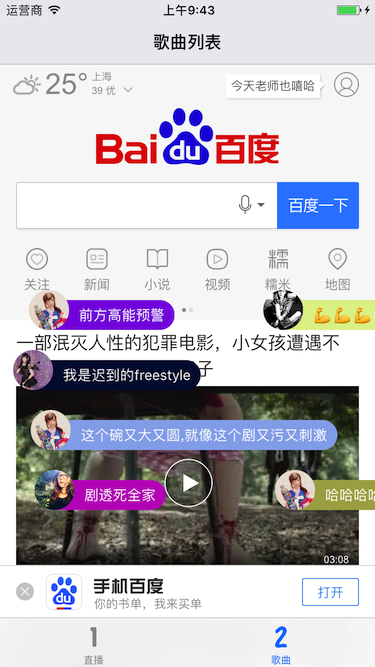 运营商 上午9:43
歌曲列表
25° 上海
39 优
今天老师也嘻哈
Bai du 百度
百度一下
关注 新闻 小说 视频 糯米 地图
糯
前方高能预警
💪💪💪
一部泯灭人性的犯罪电影，小女孩遭遇不
我是迟到的freestyle
子
这个碗又大又圆,就像这个剧又污又刺激
剧透死全家
哈哈哈哈
03:08
du
手机百度
你的书单，我来买单
打开
1 2
直播 歌曲